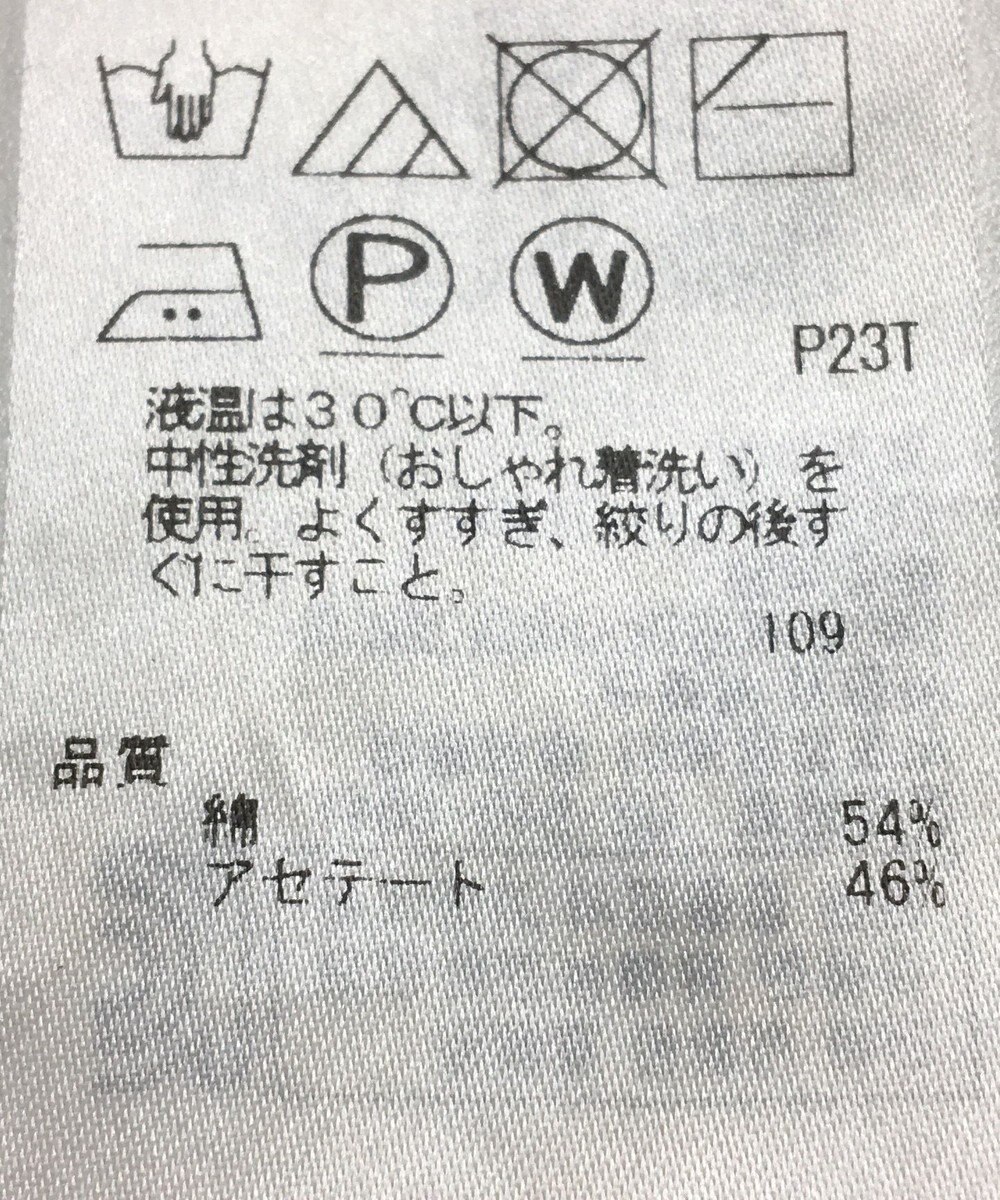 P W
P23T
液温は30℃以下。
中性洗剤（おしゃれ着洗い）を
使用。よくすすぎ、絞りの後す
ぐに干すこと。
109
品質
綿 54%
アセテート 46%